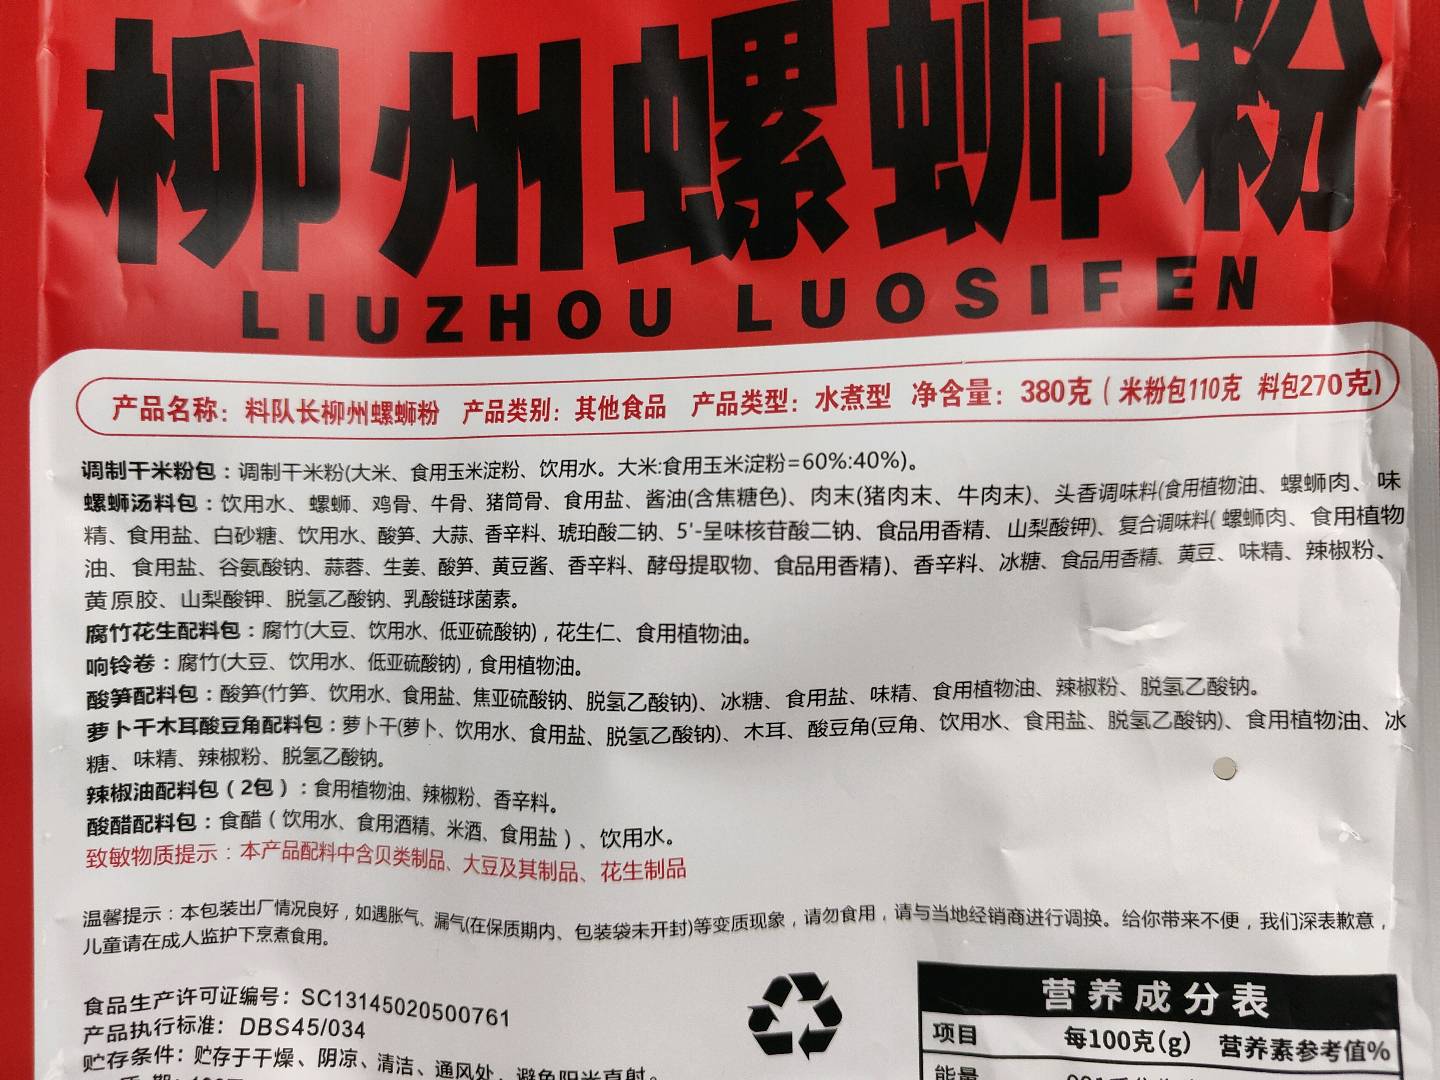 柳州螺蛳粉
LIUZHOU LUOSIFEN
产品名称：料队长柳州螺蛳粉 产品类别：其他食品 产品类型：水煮型 净含量：380克（米粉包110克 料包270克)
调制干米粉包：调制干米粉(大米、食用玉米淀粉、饮用水。大米:食用玉米淀粉=60%:40%)。
螺蛳汤料包：饮用水、螺蛳、鸡骨、牛骨、猪筒骨、食用盐、酱油(含焦糖色)、肉末(猪肉末、牛肉末)、头香调味料(食用植物油、螺蛳肉、味
精、食用盐、白砂糖、饮用水、酸笋、大蒜、香辛料、琥珀酸二钠、5'-呈味核苷酸二钠、食品用香精、山梨酸钾)、复合调味料(螺蛳肉、食用植物
油、食用盐、谷氨酸钠、蒜蓉、生姜、酸笋、黄豆酱、香辛料、酵母提取物、食品用香精)、香辛料、冰糖、食品用香精、黄豆、味精、辣椒粉、
黄原胶、山梨酸钾、脱氢乙酸钠、乳酸链球菌素。
腐竹花生配料包：腐竹(大豆、饮用水、低亚硫酸钠)，花生仁、食用植物油。
响铃卷：腐竹(大豆、饮用水、低亚硫酸钠)，食用植物油。
酸笋配料包：酸笋(竹笋、饮用水、食用盐、焦亚硫酸钠、脱氢乙酸钠)、冰糖、食用盐、味精、食用植物油、辣椒粉、脱氢乙酸钠。
萝卜干木耳酸豆角配料包：萝卜干(萝卜、饮用水、食用盐、脱氢乙酸钠)、木耳、酸豆角(豆角、饮用水、食用盐、脱氢乙酸钠)、食用植物油、冰
糖、味精、辣椒粉、脱氢乙酸钠。
辣椒油配料包（2包）：食用植物油、辣椒粉、香辛料。
酸醋配料包：食醋（饮用水、食用酒精、米酒、食用盐）、饮用水。
致敏物质提示：本产品配料中含贝类制品、大豆及其制品、花生制品
温馨提示：本包装出厂情况良好，如遇胀气、漏气(在保质期内、包装袋未开封)等变质现象，请勿食用，请与当地经销商进行调换。给你带来不便，我们深表歉意，
儿童请在成人监护下烹煮食用。
食品生产许可证编号：SC13145020500761
产品执行标准：DBS45/034
贮存条件：贮存于干燥、阴凉、清洁、通风处，避免阳光直射。
营养成分表
项目 每100克(g) 营养素参考值%
能量